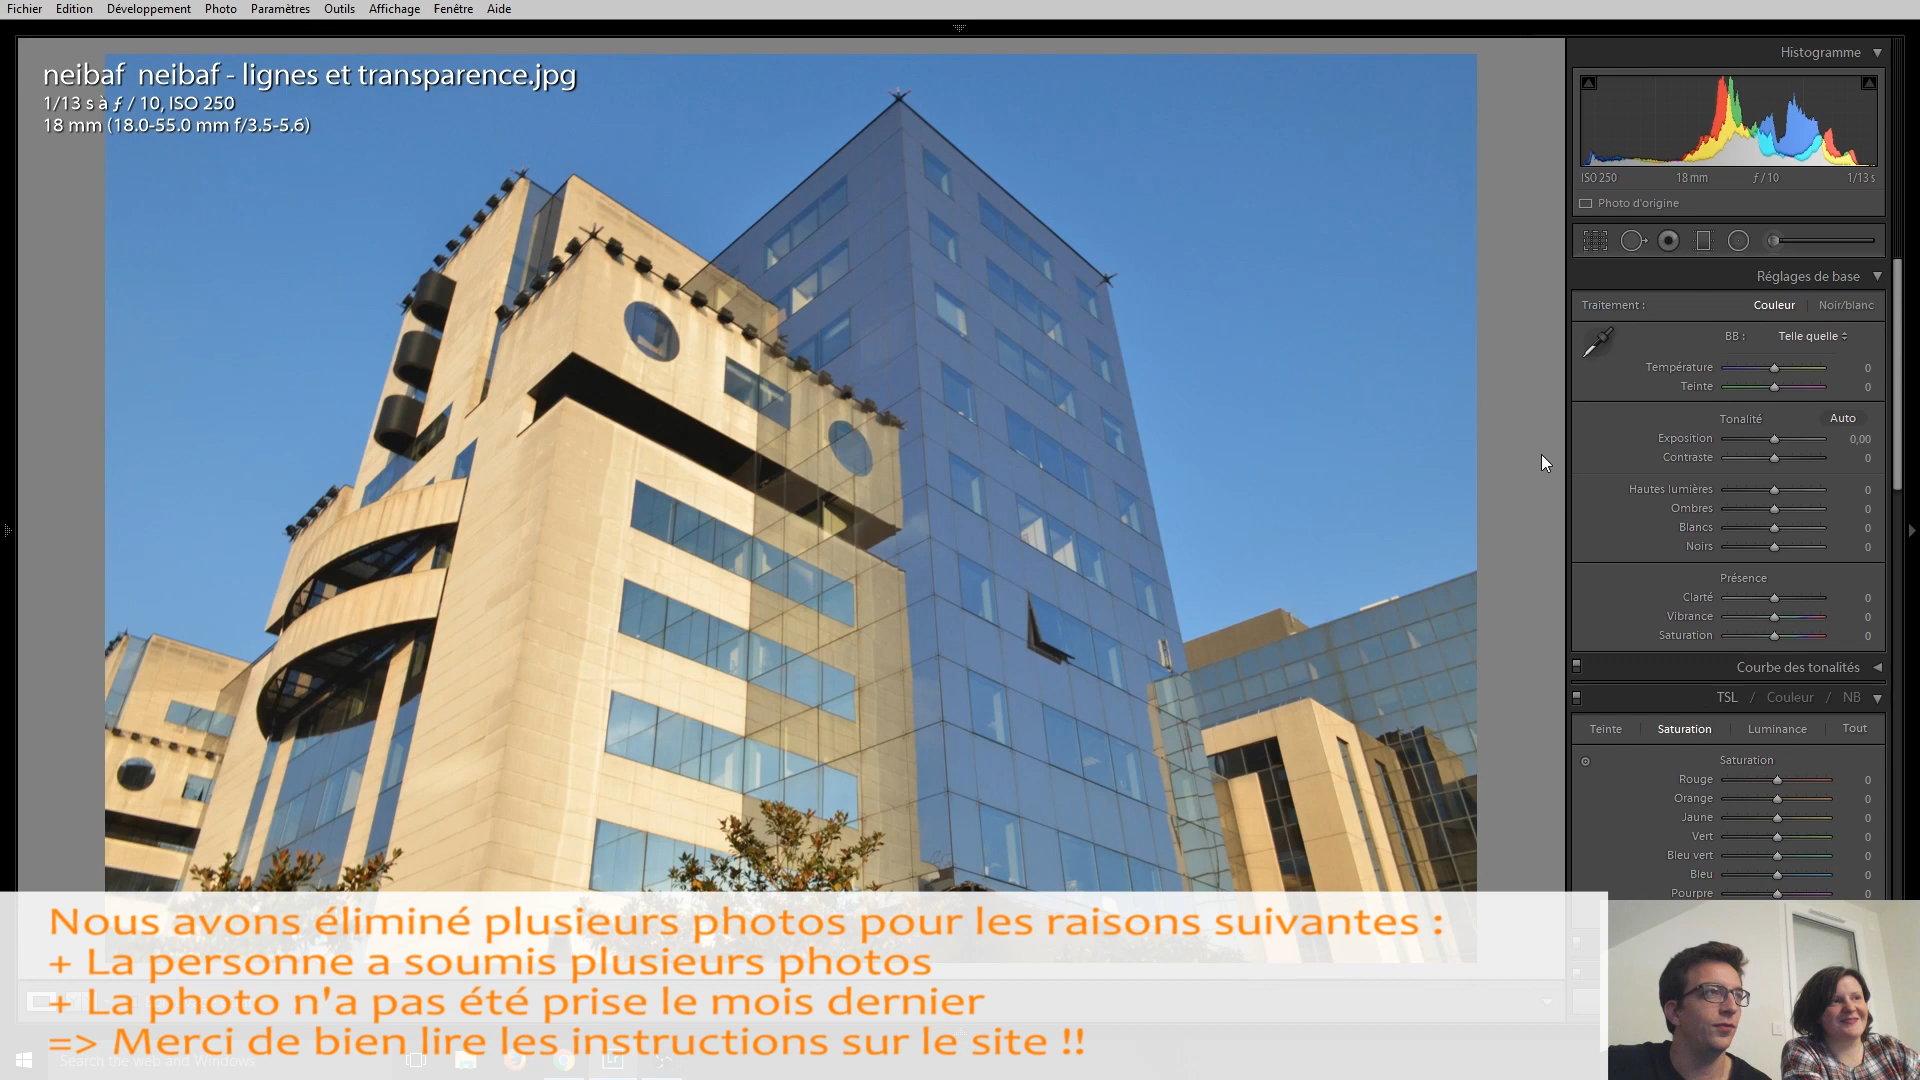 Fichier Edition Développement Photo Paramètres Outils Affichage Fenêtre Aide
neibaf neibaf - lignes et transparence.jpg
1/13 s à ƒ / 10, ISO 250
18 mm (18.0-55.0 mm f/3.5-5.6)
Histogramme
ISO 250 18 mm ƒ / 10 1/13 s
Photo d'origine
Réglages de base
Traitement : Couleur Noir/blanc
BB : Telle quelle
Température 0
Teinte 0
Tonalité Auto
Exposition 0,00
Contraste 0
Hautes lumières 0
Ombres 0
Blancs 0
Noirs 0
Présence
Clarté 0
Vibrance 0
Saturation 0
Courbe des tonalités
TSL / Couleur / NB
Teinte Saturation Luminance Tout
Saturation
Rouge 0
Orange 0
Jaune 0
Vert 0
Bleu vert 0
Bleu 0
Pourpre 0
Nous avons éliminé plusieurs photos pour les raisons suivantes :
+ La personne a soumis plusieurs photos
+ La photo n'a pas été prise le mois dernier
=> Merci de bien lire les instructions sur le site !!
Search the web and Windows